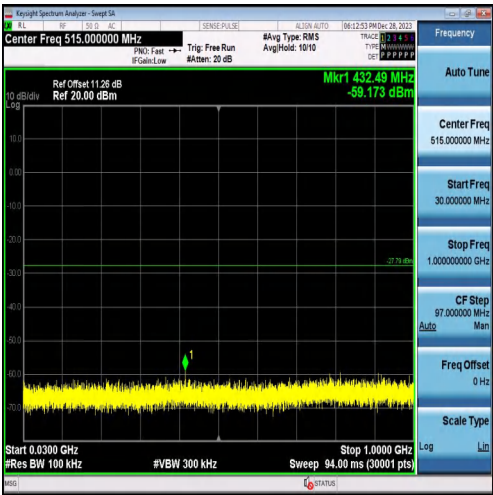 Keysight Spectrum Analyzer - Swept SA
RL RF 50 Ω AC SENSE:PULSE ALIGN AUTO 06:12:53 PM Dec 28, 2023
Center Freq 515.000000 MHz
PNO: Fast
IFGain:Low
Trig: Free Run
#Atten: 20 dB
#Avg Type: RMS
Avg|Hold: 10/10
TRACE 1 2 3 4 5
TYPE M W W W W W
DET P P P P P P
Ref Offset 11.26 dB
10 dB/div Ref 20.00 dBm
Log
Mkr1 432.49 MHz
-59.173 dBm
10.0
0.00
-10.0
-20.0
-27.79 dBm
-30.0
-40.0
-50.0
1
-60.0
-70.0
Start 0.0300 GHz
#Res BW 100 kHz
#VBW 300 kHz
Stop 1.0000 GHz
Sweep 94.00 ms (30001 pts)
MSG
STATUS
Frequency
Auto Tune
Center Freq
515.000000 MHz
Start Freq
30.000000 MHz
Stop Freq
1.000000000 GHz
CF Step
97.000000 MHz
Auto Man
Freq Offset
0 Hz
Scale Type
Log Lin